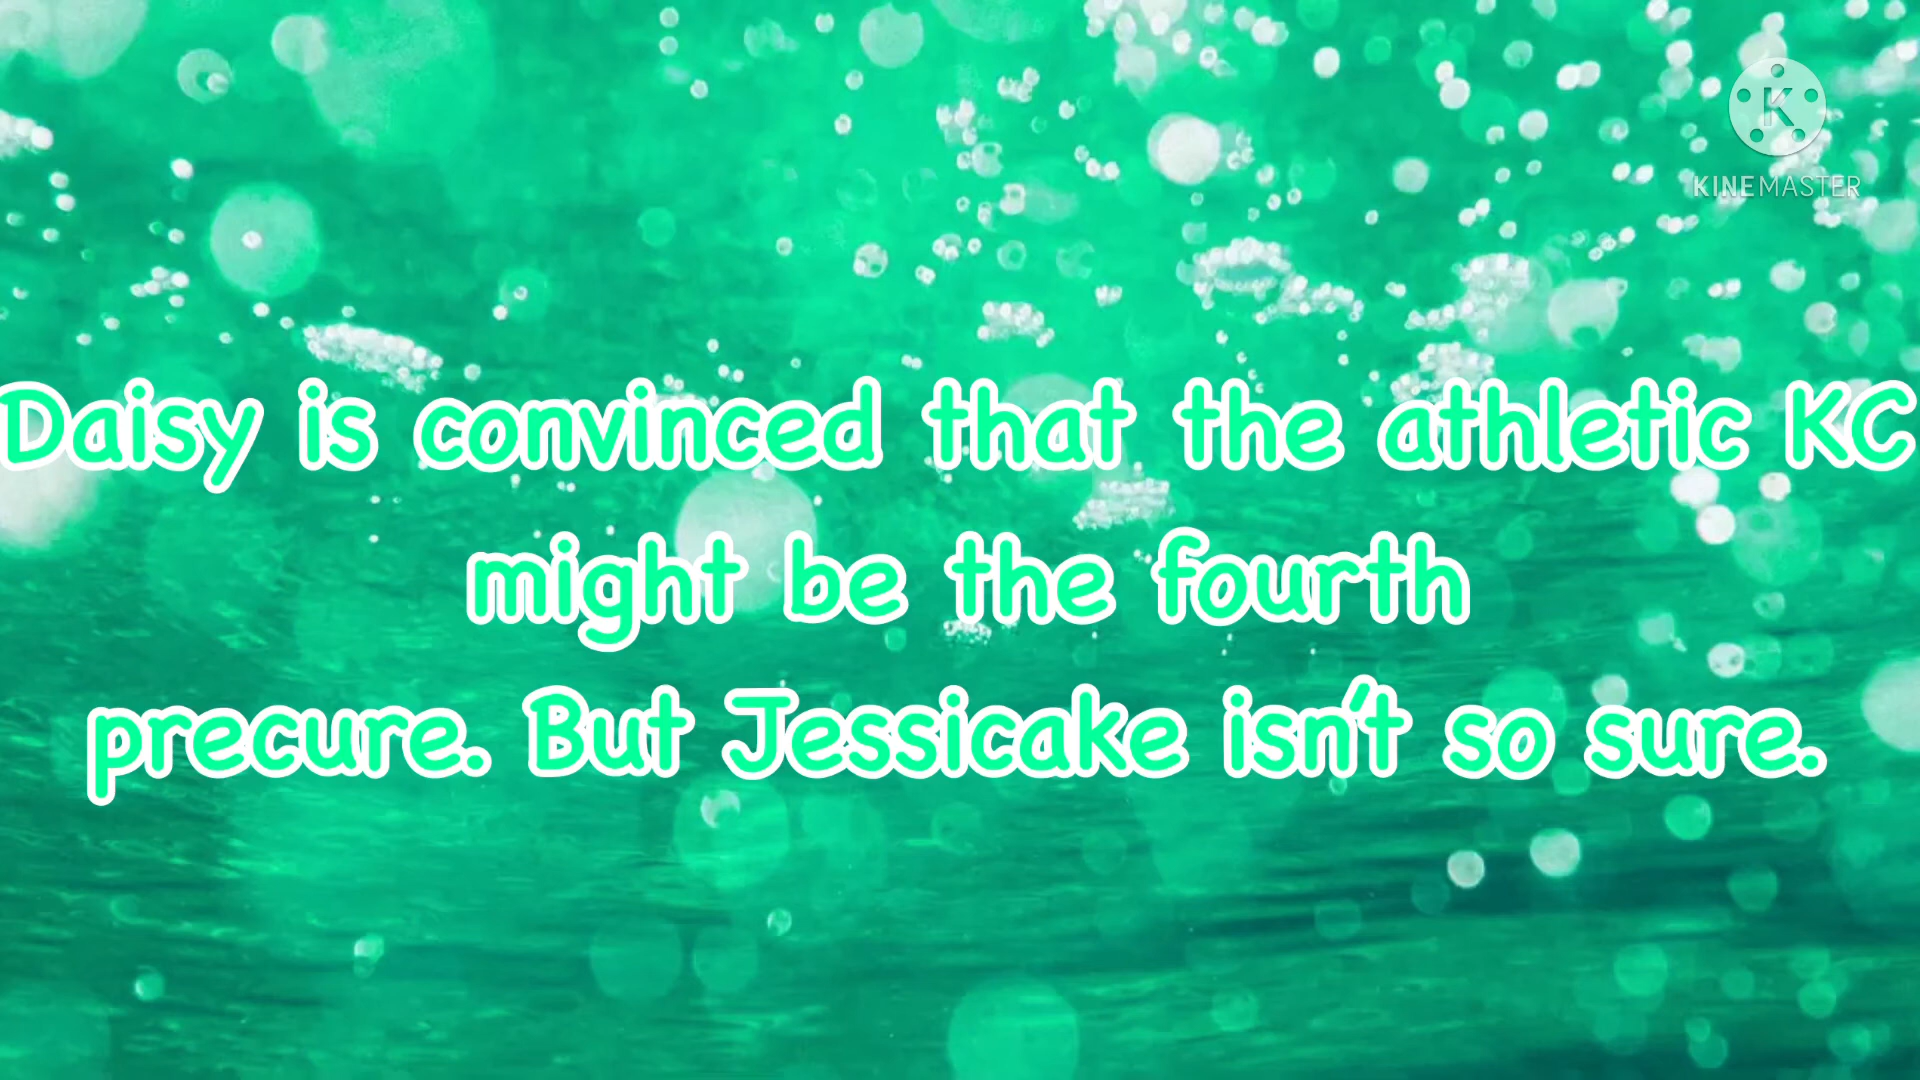 K
KINEMASTER
Daisy is convinced that the athletic KC
might be the fourth
precure. But Jessicake isn't so sure.